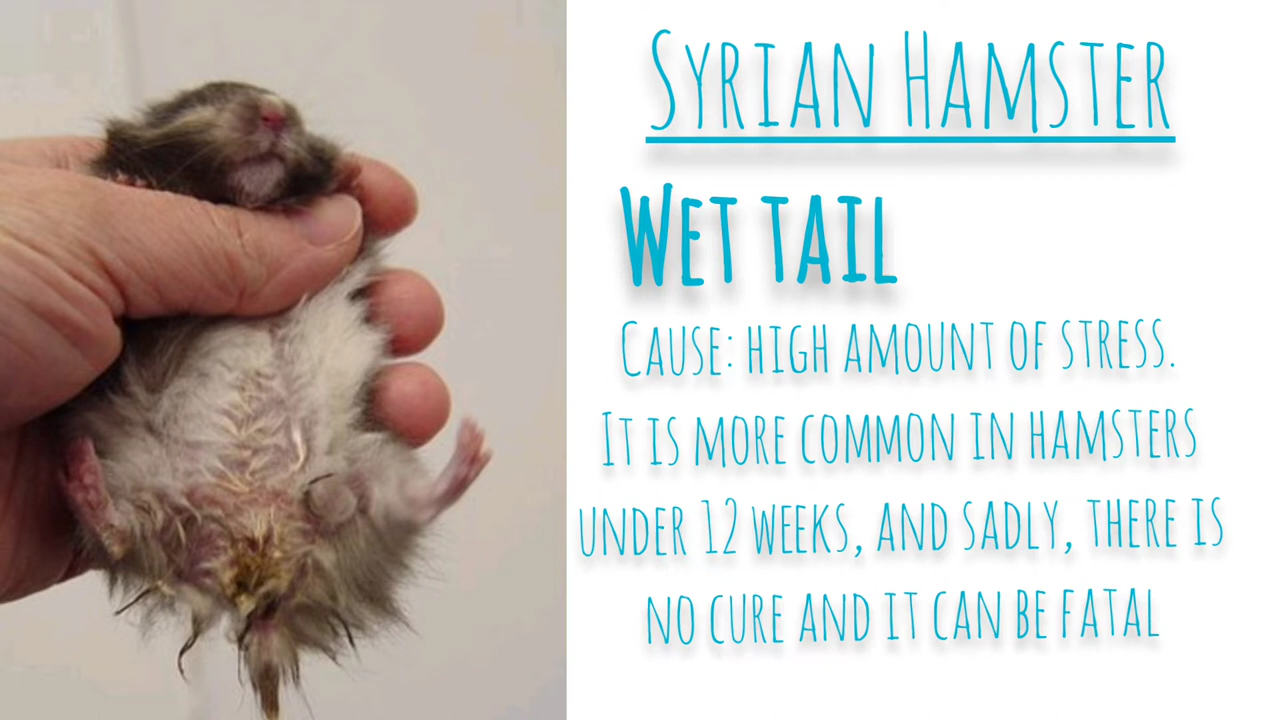 Syrian Hamster
Wet tail
Cause: high amount of stress.
It is more common in hamsters
under 12 weeks, and sadly, there is
no cure and it can be fatal